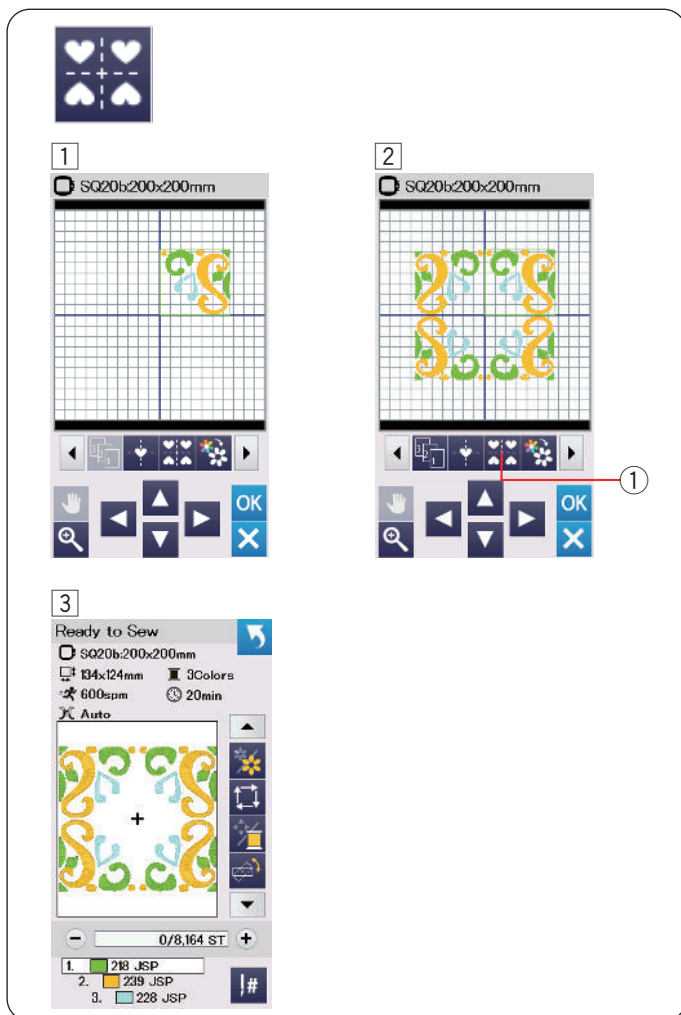 1
SQ20b:200x200mm
OK
2
SQ20b:200x200mm
1
OK
3
Ready to Sew
SQ20b:200x200mm
134x124mm 3Colors
600spm 20min
Auto
0/8,164 ST
1. 218 JSP
2. 239 JSP
3. 228 JSP
#